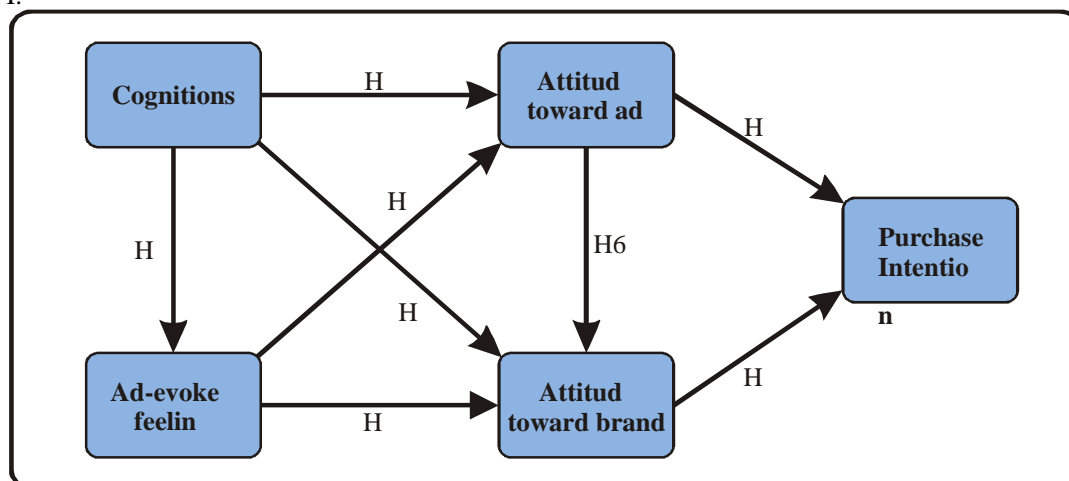 Cognitions
H
Attitud
toward ad
H
H
H
H6
Purchase
Intentio
n
H
Ad-evoke
feelin
H
Attitud
toward brand
H